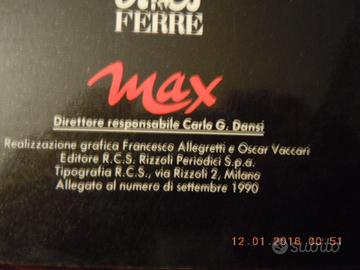 FERRE
max
Direttore responsabile Carlo G. Dansi
Realizzazione grafica Francesco Allegretti e Oscar Vaccari
Editore R.C.S. Rizzoli Periodici S.p.a.
Tipografia R.C.S., via Rizzoli 2, Milano
Allegato al numero di settembre 1990
12.01.2016 00:51
subito